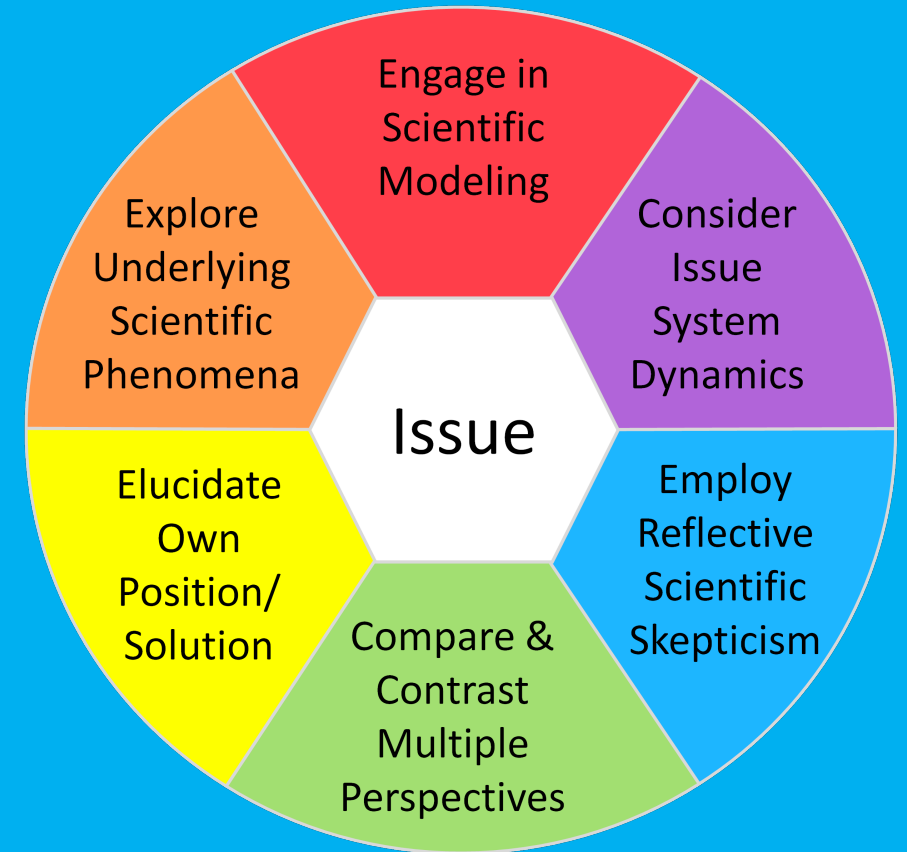 Engage in
Scientific
Modeling
Consider
Issue
System
Dynamics
Employ
Reflective
Scientific
Skepticism
Compare &
Contrast
Multiple
Perspectives
Elucidate
Own
Position/
Solution
Explore
Underlying
Scientific
Phenomena
Issue